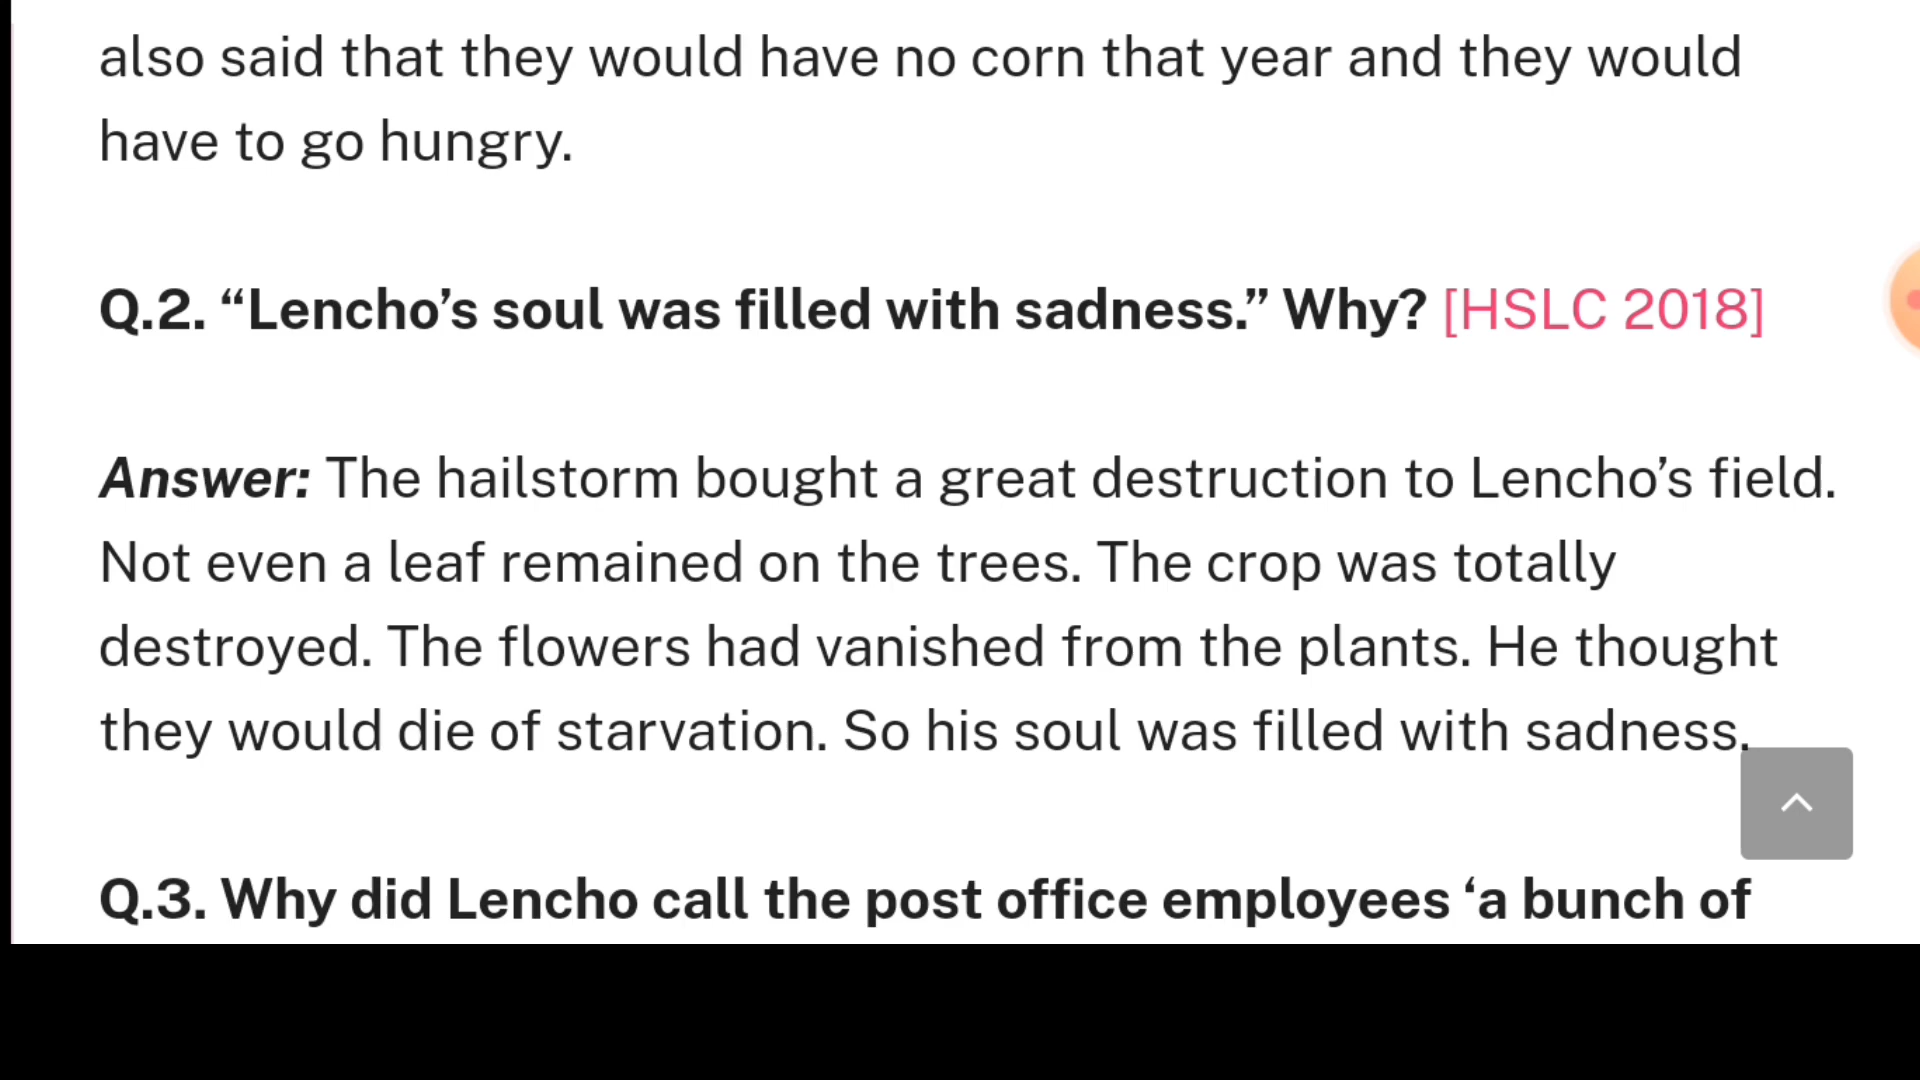 also said that they would have no corn that year and they would
have to go hungry.
Q.2. “Lencho’s soul was filled with sadness.” Why? [HSLC 2018]
Answer: The hailstorm bought a great destruction to Lencho’s field.
Not even a leaf remained on the trees. The crop was totally
destroyed. The flowers had vanished from the plants. He thought
they would die of starvation. So his soul was filled with sadness.
Q.3. Why did Lencho call the post office employees ‘a bunch of